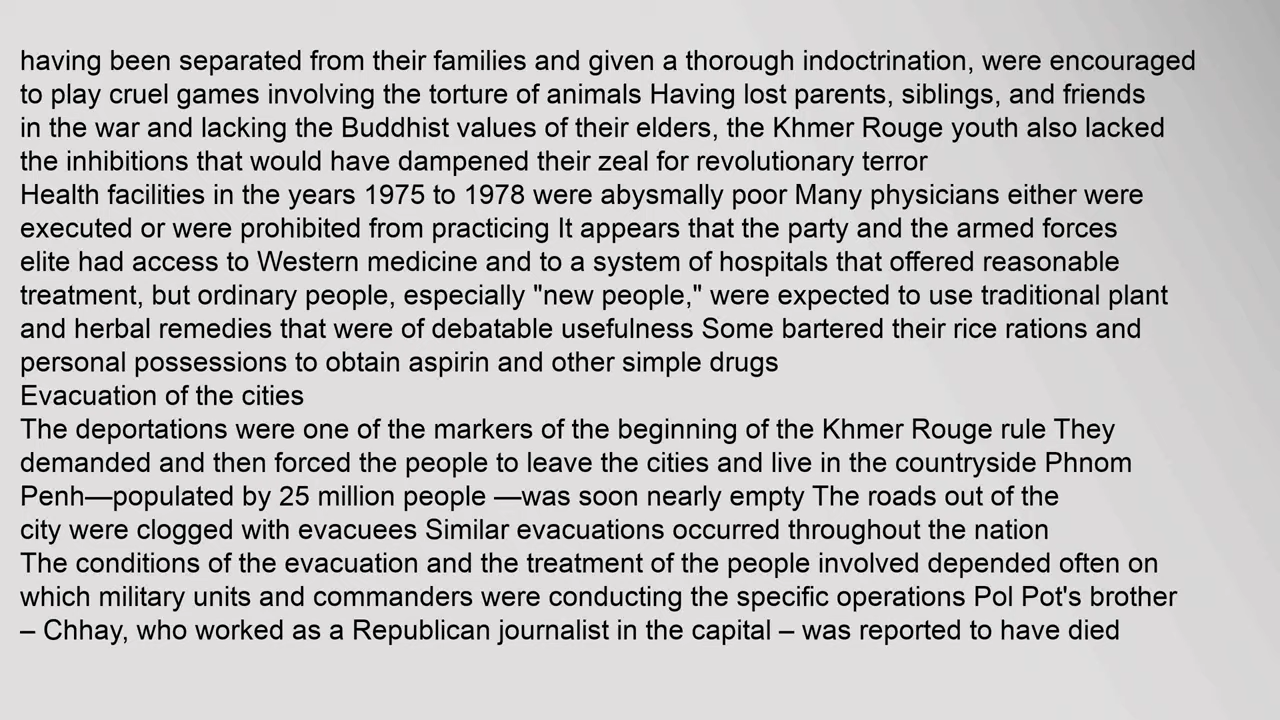 having been separated from their families and given a thorough indoctrination, were encouraged
to play cruel games involving the torture of animals Having lost parents, siblings, and friends
in the war and lacking the Buddhist values of their elders, the Khmer Rouge youth also lacked
the inhibitions that would have dampened their zeal for revolutionary terror
Health facilities in the years 1975 to 1978 were abysmally poor Many physicians either were
executed or were prohibited from practicing It appears that the party and the armed forces
elite had access to Western medicine and to a system of hospitals that offered reasonable
treatment, but ordinary people, especially "new people," were expected to use traditional plant
and herbal remedies that were of debatable usefulness Some bartered their rice rations and
personal possessions to obtain aspirin and other simple drugs
Evacuation of the cities
The deportations were one of the markers of the beginning of the Khmer Rouge rule They
demanded and then forced the people to leave the cities and live in the countryside Phnom
Penh—populated by 25 million people —was soon nearly empty The roads out of the
city were clogged with evacuees Similar evacuations occurred throughout the nation
The conditions of the evacuation and the treatment of the people involved depended often on
which military units and commanders were conducting the specific operations Pol Pot's brother
– Chhay, who worked as a Republican journalist in the capital – was reported to have died